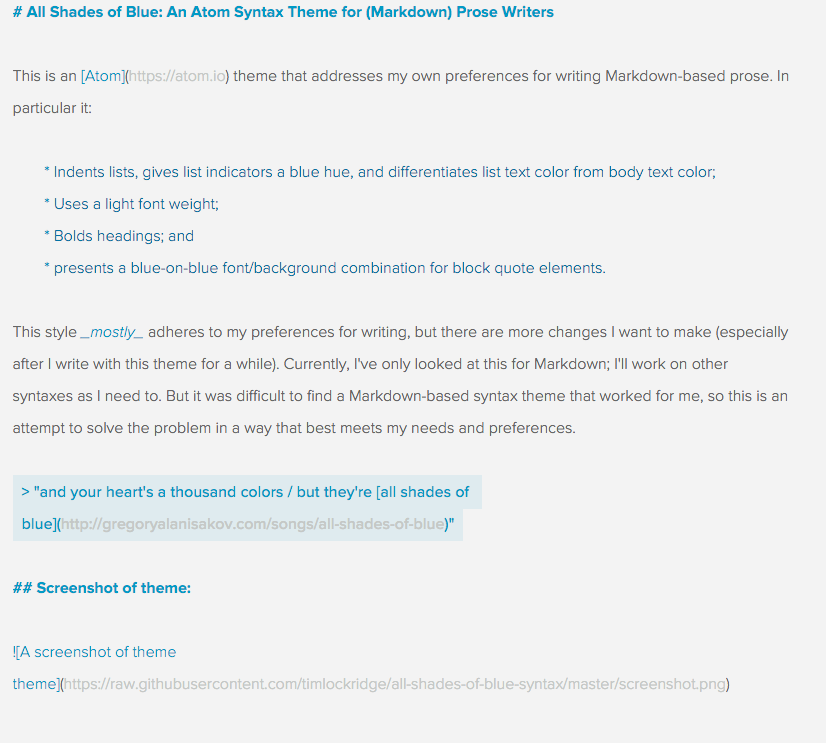 # All Shades of Blue: An Atom Syntax Theme for (Markdown) Prose Writers
This is an [Atom](https://atom.io) theme that addresses my own preferences for writing Markdown-based prose. In
particular it:
* Indents lists, gives list indicators a blue hue, and differentiates list text color from body text color;
* Uses a light font weight;
* Bolds headings; and
* presents a blue-on-blue font/background combination for block quote elements.
This style _mostly_ adheres to my preferences for writing, but there are more changes I want to make (especially
after I write with this theme for a while). Currently, I've only looked at this for Markdown; I'll work on other
syntaxes as I need to. But it was difficult to find a Markdown-based syntax theme that worked for me, so this is an
attempt to solve the problem in a way that best meets my needs and preferences.
> "and your heart's a thousand colors / but they're [all shades of
blue](http://gregoryalanisakov.com/songs/all-shades-of-blue)"
## Screenshot of theme:
![A screenshot of theme
theme](https://raw.githubusercontent.com/timlockridge/all-shades-of-blue-syntax/master/screenshot.png)